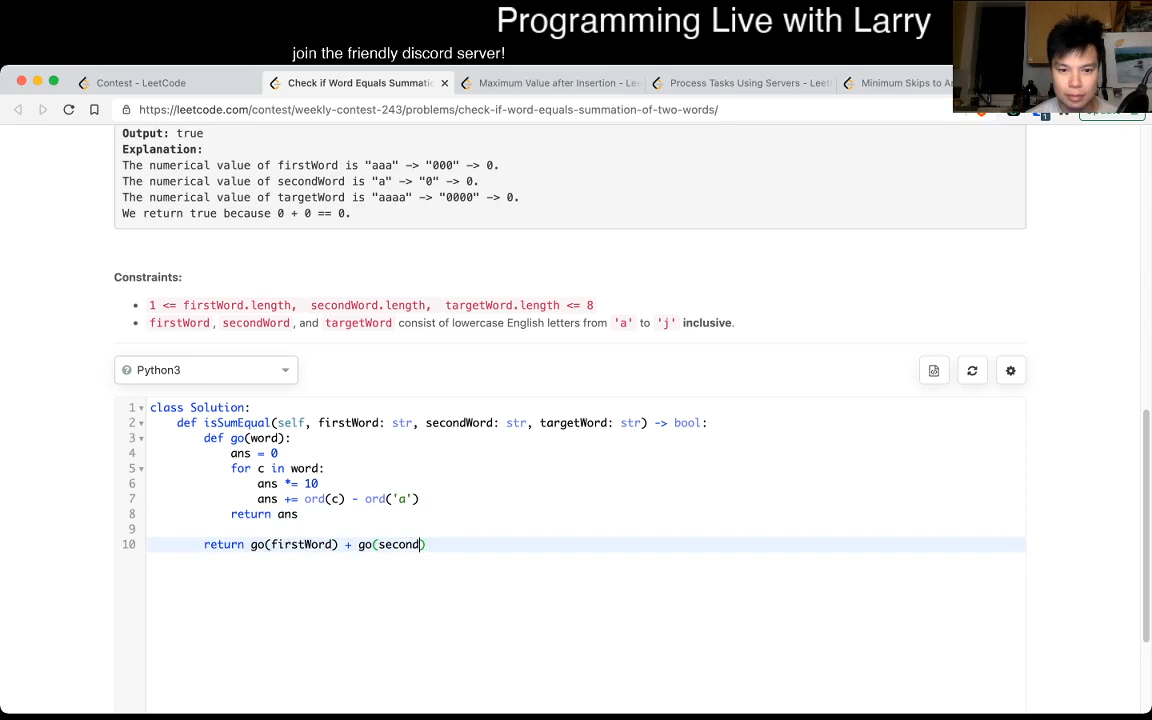 Programming Live with Larry
join the friendly discord server!
Contest - LeetCode
Check if Word Equals Summatio
Maximum Value after Insertion - Le
Process Tasks Using Servers - Leet
Minimum Skips to A
https://leetcode.com/contest/weekly-contest-243/problems/check-if-word-equals-summation-of-two-words/
Output: true
Explanation:
The numerical value of firstWord is "aaa" -> "000" -> 0.
The numerical value of secondWord is "a" -> "0" -> 0.
The numerical value of targetWord is "aaaa" -> "0000" -> 0.
We return true because 0 + 0 == 0.
Constraints:
1 <= firstWord.length, secondWord.length, targetWord.length <= 8
firstWord, secondWord, and targetWord consist of lowercase English letters from 'a' to 'j' inclusive.
Python3
1 class Solution:
2 def isSumEqual(self, firstWord: str, secondWord: str, targetWord: str) -> bool:
3 def go(word):
4 ans = 0
5 for c in word:
6 ans *= 10
7 ans += ord(c) - ord('a')
8 return ans
9
10 return go(firstWord) + go(second)